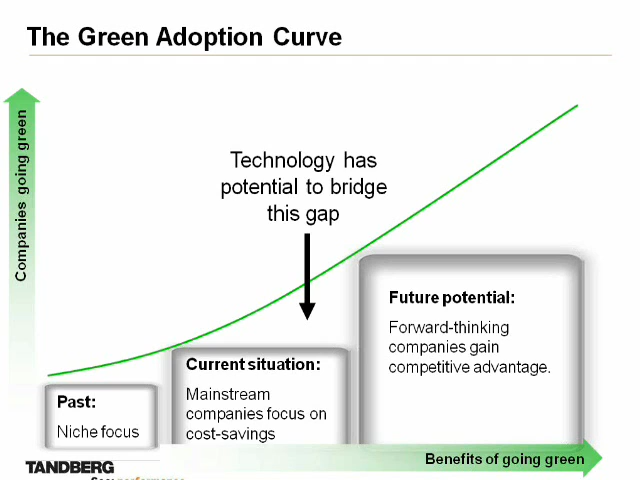 The Green Adoption Curve
Companies going green
Technology has
potential to bridge
this gap
Future potential:
Forward-thinking
companies gain
competitive advantage.
Current situation:
Mainstream
companies focus on
cost-savings
Past:
Niche focus
Benefits of going green
TANDBERG